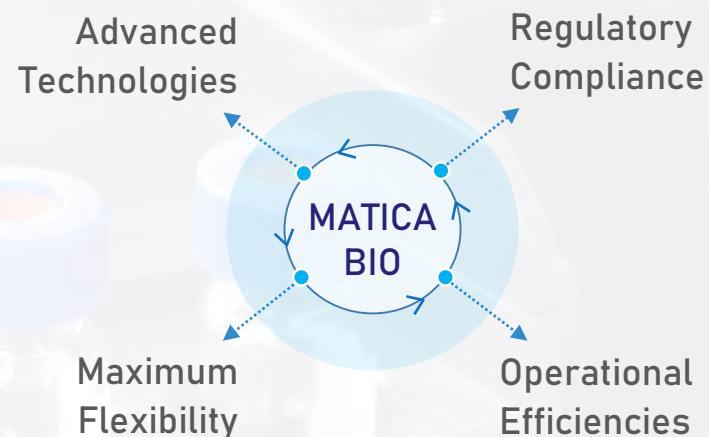 Advanced
Technologies
Regulatory
Compliance
MATICA
BIO
Maximum
Flexibility
Operational
Efficiencies